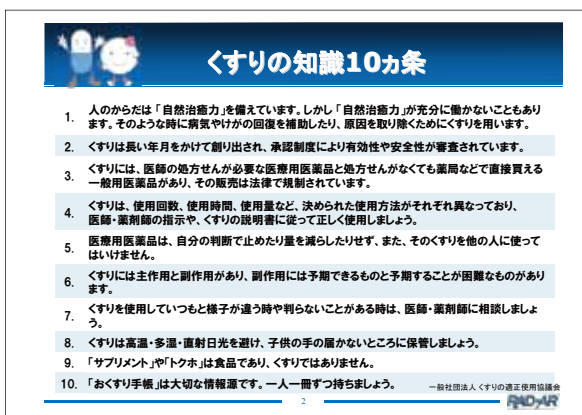 くすりの知識10ヵ条
1. 人のからだは「自然治癒力」を備えています。しかし「自然治癒力」が充分に働かないこともあり
ます。そのような時に病気やけがの回復を補助したり、原因を取り除くためにくすりを用います。
2. くすりは長い年月をかけて創り出され、承認制度により有効性や安全性が審査されています。
3. くすりには、医師の処方せんが必要な医療用医薬品と処方せんがなくても薬局などで直接買える
一般用医薬品があり、その販売は法律で規制されています。
4. くすりは、使用回数、使用時間、使用量など、決められた使用方法がそれぞれ異なっており、
医師・薬剤師の指示や、くすりの説明書に従って正しく使用しましょう。
5. 医療用医薬品は、自分の判断で止めたり量を減らしたりせず、また、そのくすりを他の人に使って
はいけません。
6. くすりには主作用と副作用があり、副作用には予期できるものと予期することが困難なものがあり
ます。
7. くすりを使用していつもと様子が違う時や判らないことがある時は、医師・薬剤師に相談しましょ
う。
8. くすりは高温・多湿・直射日光を避け、子供の手の届かないところに保管しましょう。
9. 「サプリメント」や「トクホ」は食品であり、くすりではありません。
10. 「おくすり手帳」は大切な情報源です。一人一冊ずつ持ちましょう。
一般社団法人 くすりの適正使用協議会
2
RAD-AR